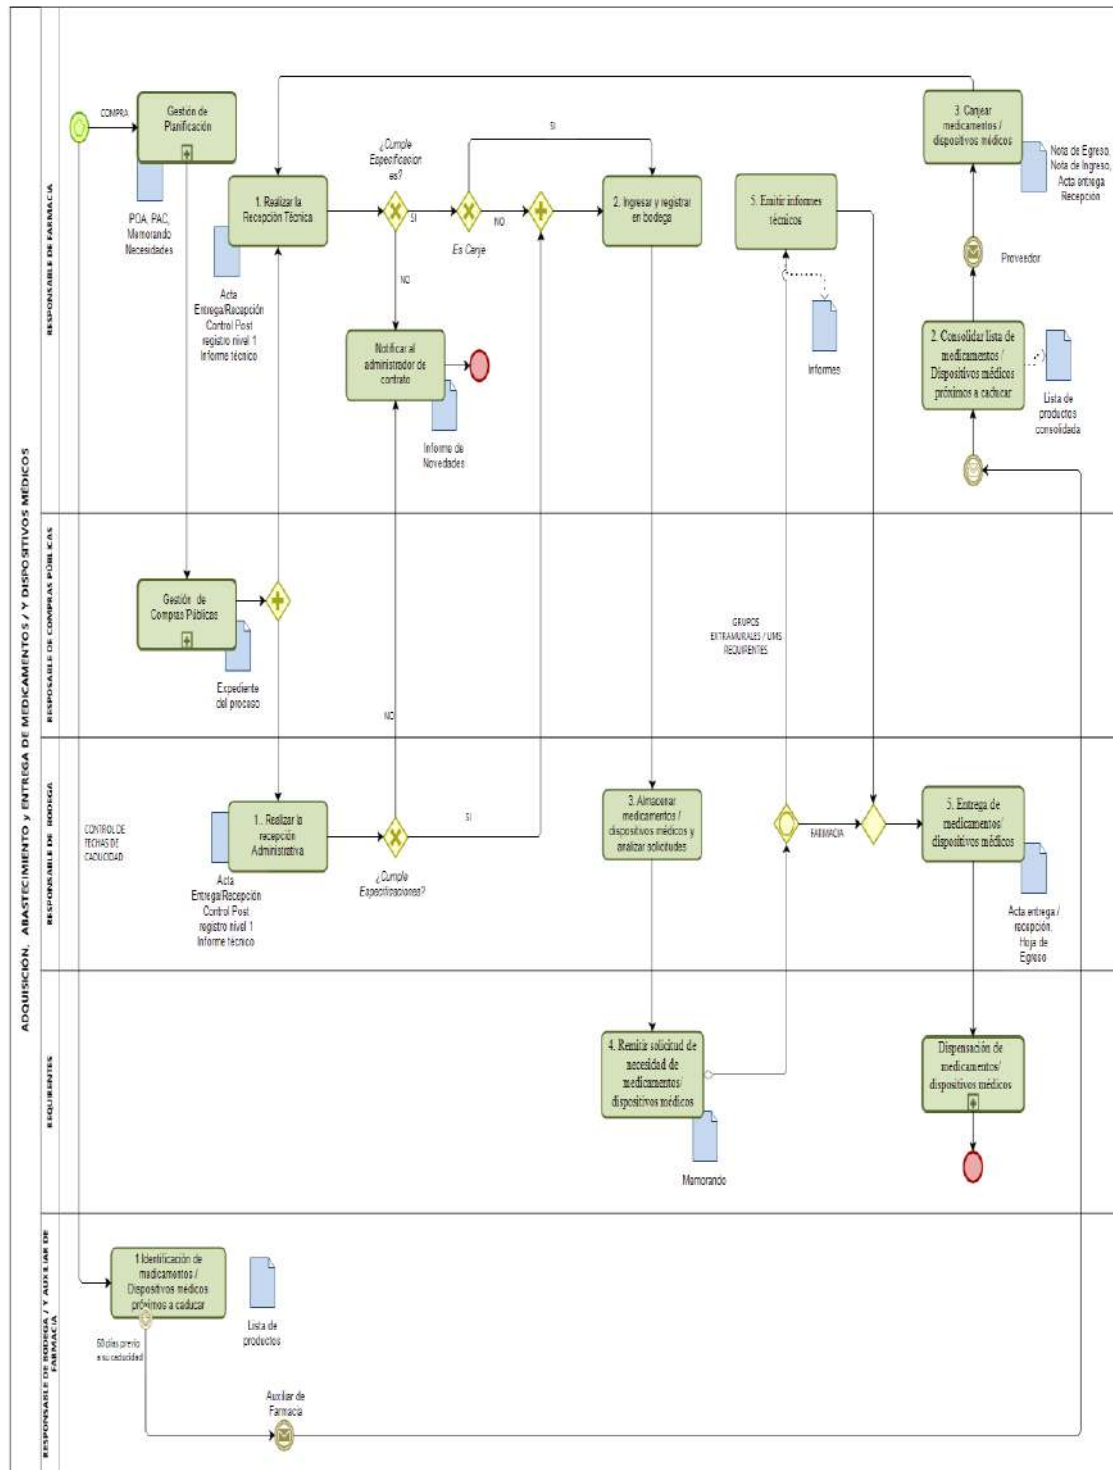 ADQUISICIÓN, ABASTECIMIENTO y ENTREGA DE MEDICAMENTOS / Y DISPOSITIVOS MÉDICOS
RESPONSABLE DE FARMACIA
COMPRA
Gestión de
Planificación
POA, PAC,
Memorando
Necesidades
1. Realizar la
Recepción Técnica
Acta
Entrega/Recepción
Control Post
registro nivel 1
Informe técnico
¿Cumple
Especificacion
es?
SI
NO
Es Canje
SI
NO
2. Ingresar y registrar
en bodega
Notificar al
administrador de
contrato
Informe de
Novedades
5. Emitir informes
técnicos
Informes
3. Canjear
medicamentos /
dispositivos médicos
Nota de Egreso,
Nota de Ingreso,
Acta entrega
Recepción
Proveedor
2. Consolidar lista de
medicamentos /
Dispositivos médicos
próximos a caducar
Lista de
productos
consolidada
RESPOSABLE DE COMPRAS PÚBLICAS
Gestión de
Compras Públicas
Expediente
del proceso
NO
GRUPOS
EXTRAMURALES / UMS
REQUIRENTES
RESPONSABLE DE BODEGA
CONTROL DE
FECHAS DE
CADUCIDAD
1.. Realizar la
recepción
Administrativa
Acta
Entrega/Recepción
Control Post
registro nivel 1
Informe técnico
¿Cumple
Especificaciones?
SI
3. Almacenar
medicamentos /
dispositivos médicos y
analizar solicitudes
FARMACIA
5. Entrega de
medicamentos/
dispositivos médicos
Acta entrega /
recepción,
Hoja de
Egreso
REQUIRENTES
4. Remitir solicitud de
necesidad de
medicamentos/
dispositivos médicos
Memorando
Dispensación de
medicamentos/
dispositivos médicos
RESPONSABLE DE BODEGA / Y AUXILIAR DE
FARMACIA
1 Identificación de
medicamentos /
Dispositivos médicos
próximos a caducar
Lista de
productos
días previo
a su caducidad
Auxiliar de
Farmacia